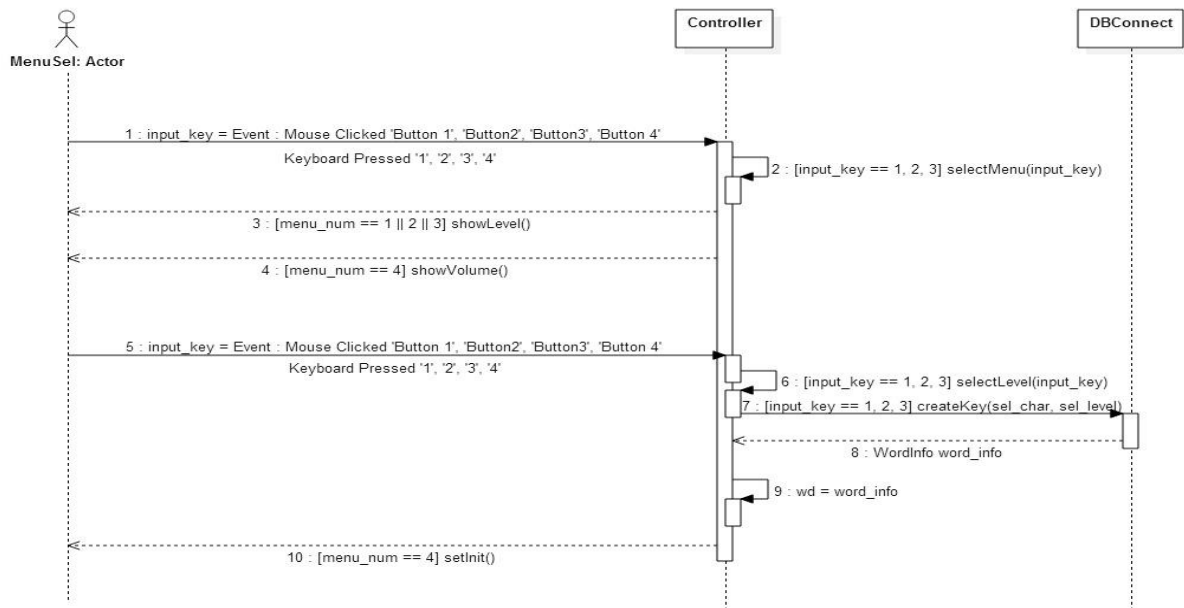 Controller
DBConnect
MenuSel: Actor
1 : input_key = Event : Mouse Clicked 'Button 1', 'Button2', 'Button3', 'Button 4'
Keyboard Pressed '1', '2', '3', '4'
2 : [input_key == 1, 2, 3] selectMenu(input_key)
3 : [menu_num == 1 || 2 || 3] showLevel()
4 : [menu_num == 4] showVolume()
5 : input_key = Event : Mouse Clicked 'Button 1', 'Button2', 'Button3', 'Button 4'
Keyboard Pressed '1', '2', '3', '4'
6 : [input_key == 1, 2, 3] selectLevel(input_key)
7 : [input_key == 1, 2, 3] createKey(sel_char, sel_level)
8 : WordInfo word_info
9 : wd = word_info
10 : [menu_num == 4] setInit()